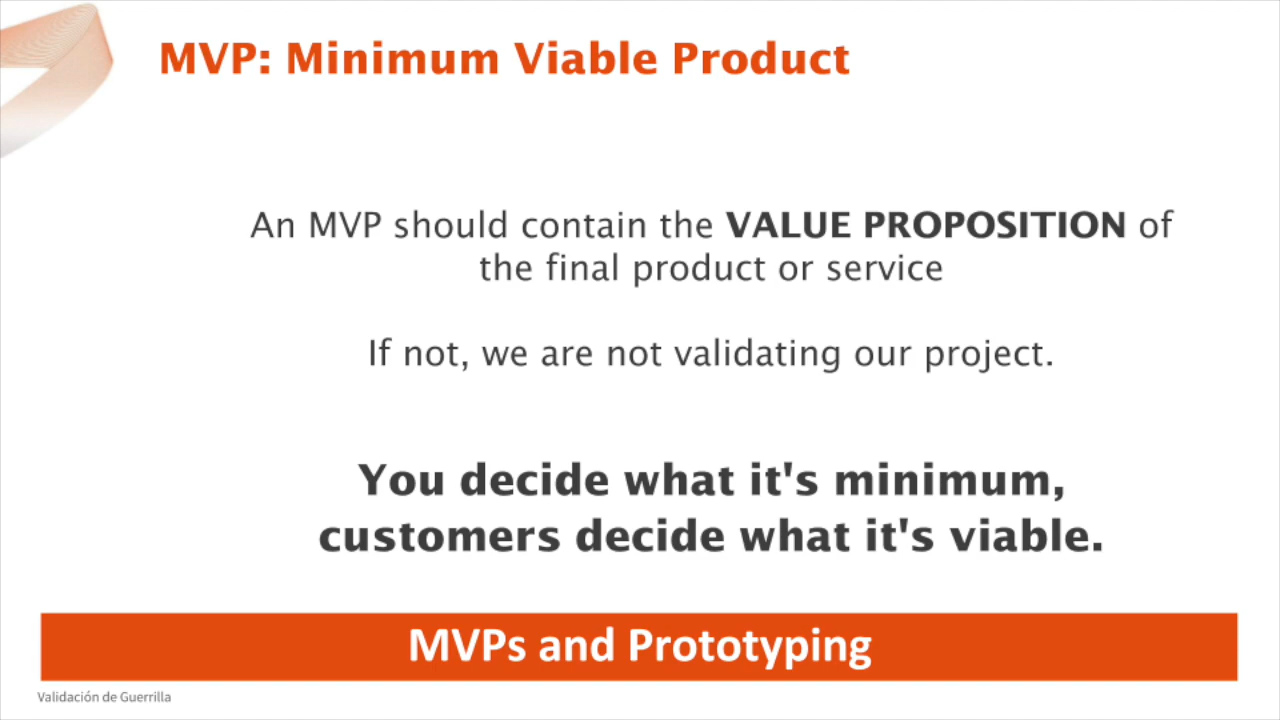 MVP: Minimum Viable Product
An MVP should contain the VALUE PROPOSITION of
the final product or service
If not, we are not validating our project.
You decide what it's minimum,
customers decide what it's viable.
MVPs and Prototyping
Validación de Guerrilla